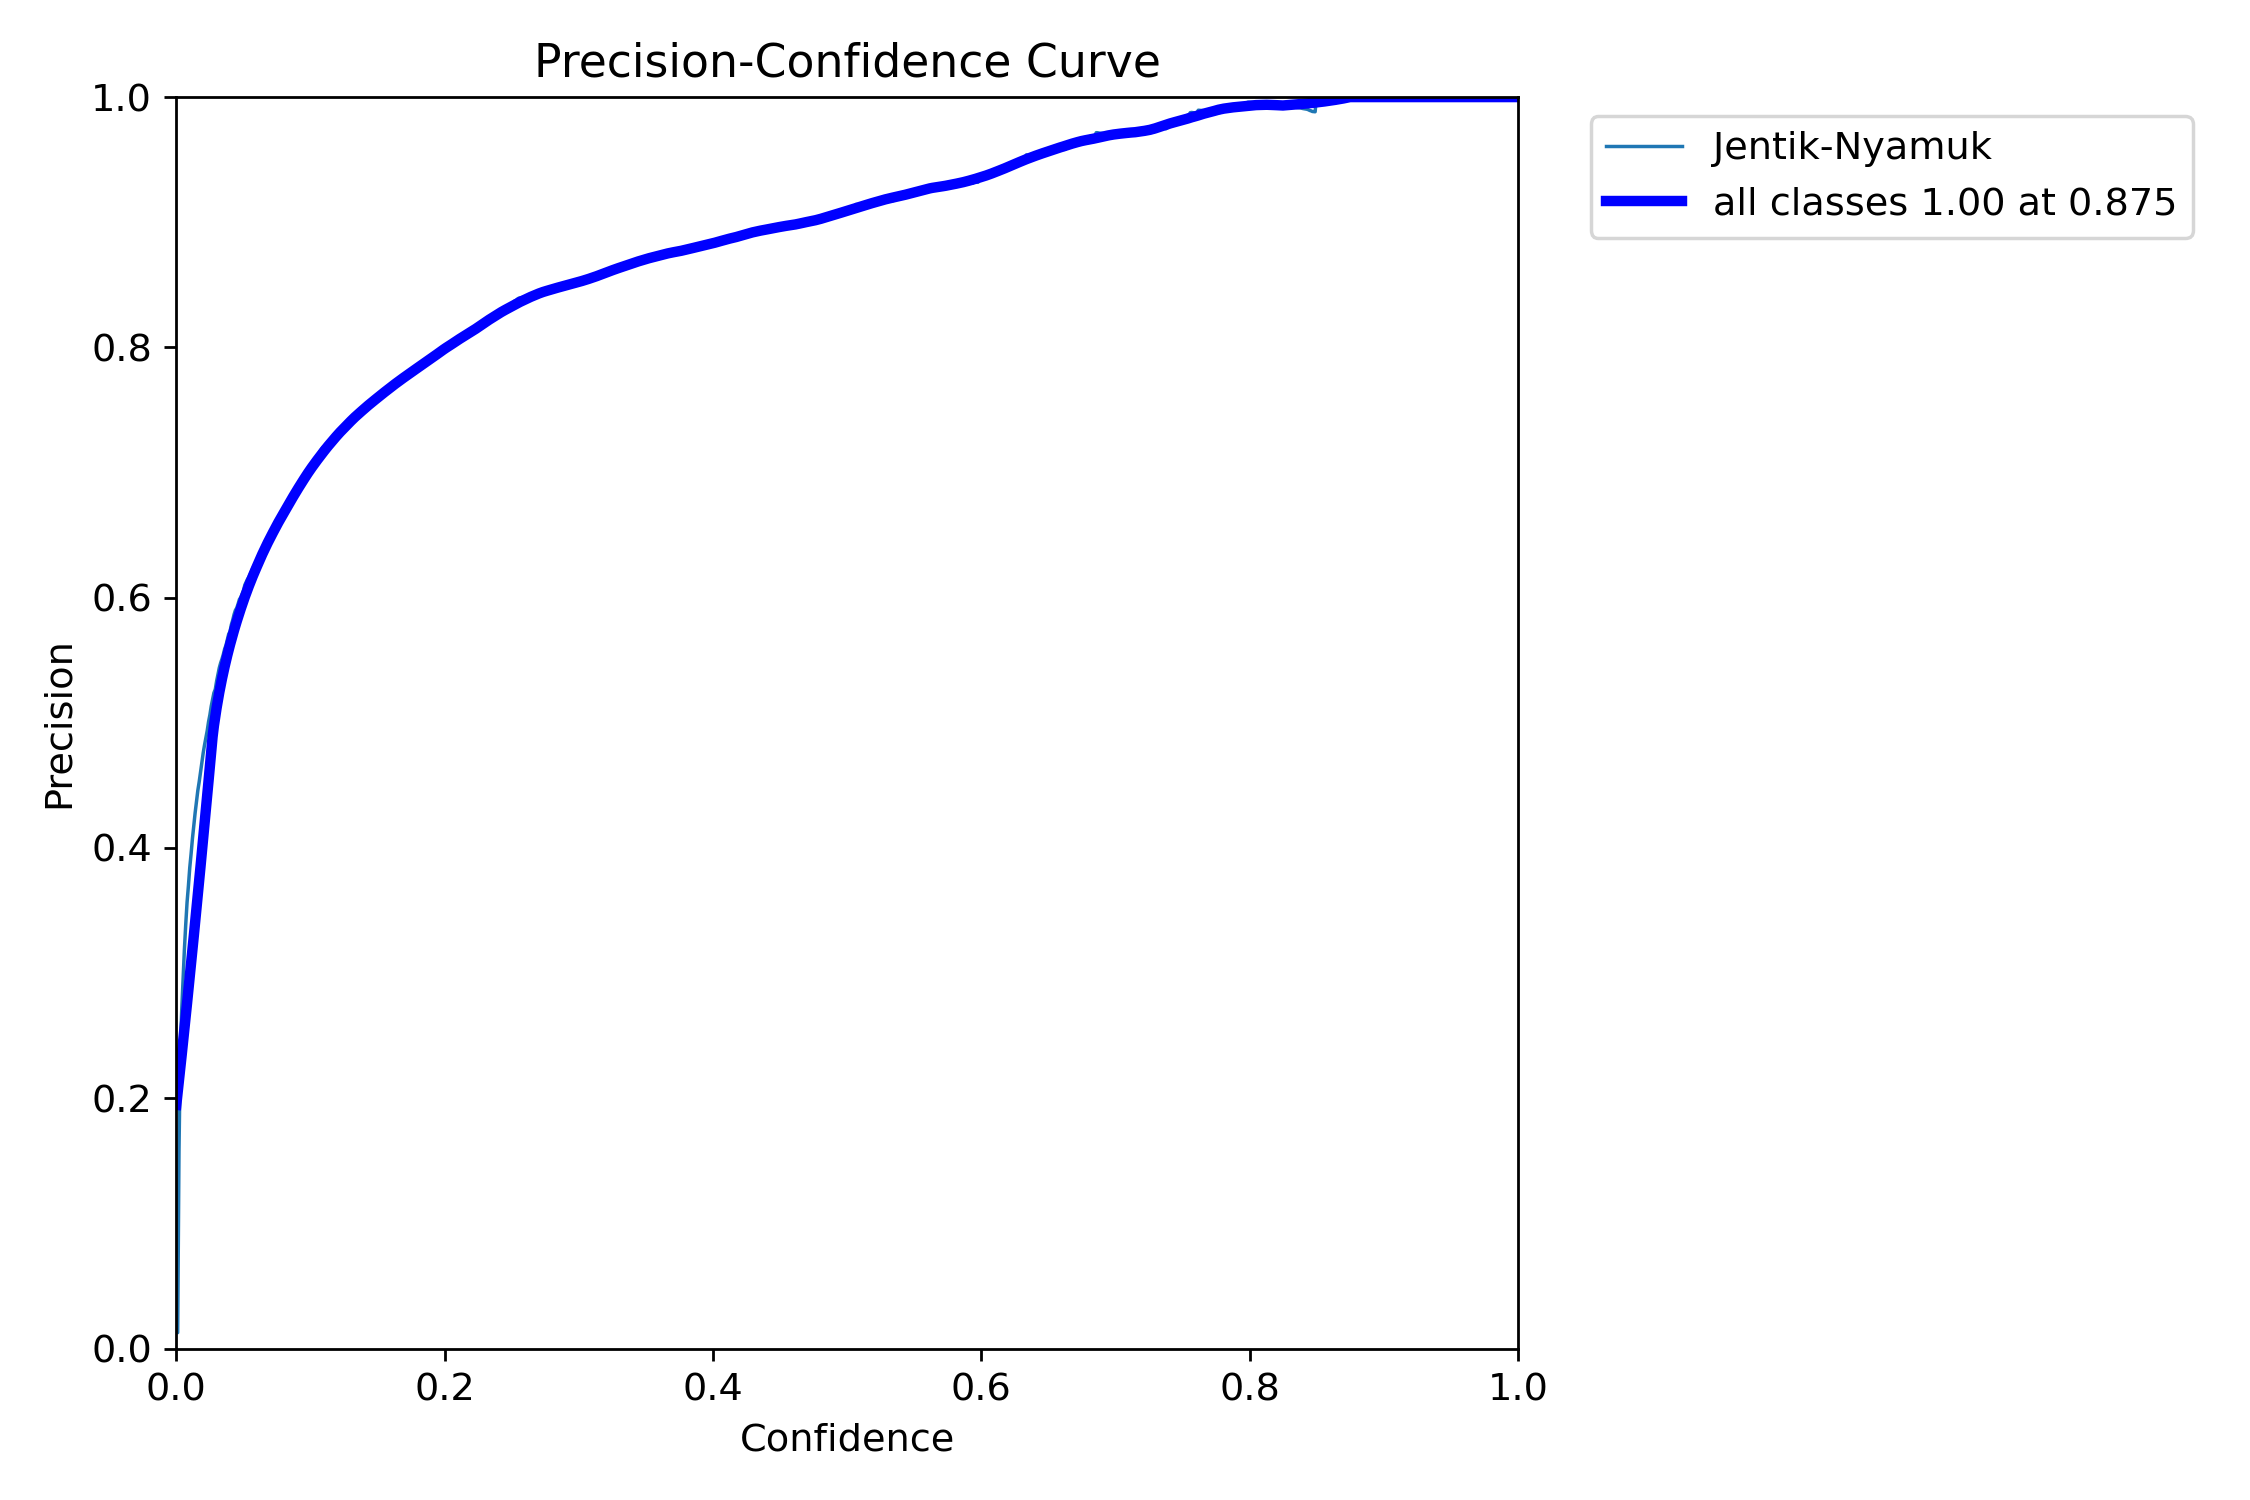 Precision-Confidence Curve
1.0
0.8
0.6
0.4
0.2
0.0
Precision
0.0 0.2 0.4 0.6 0.8 1.0
Confidence
Jentik-Nyamuk
all classes 1.00 at 0.875